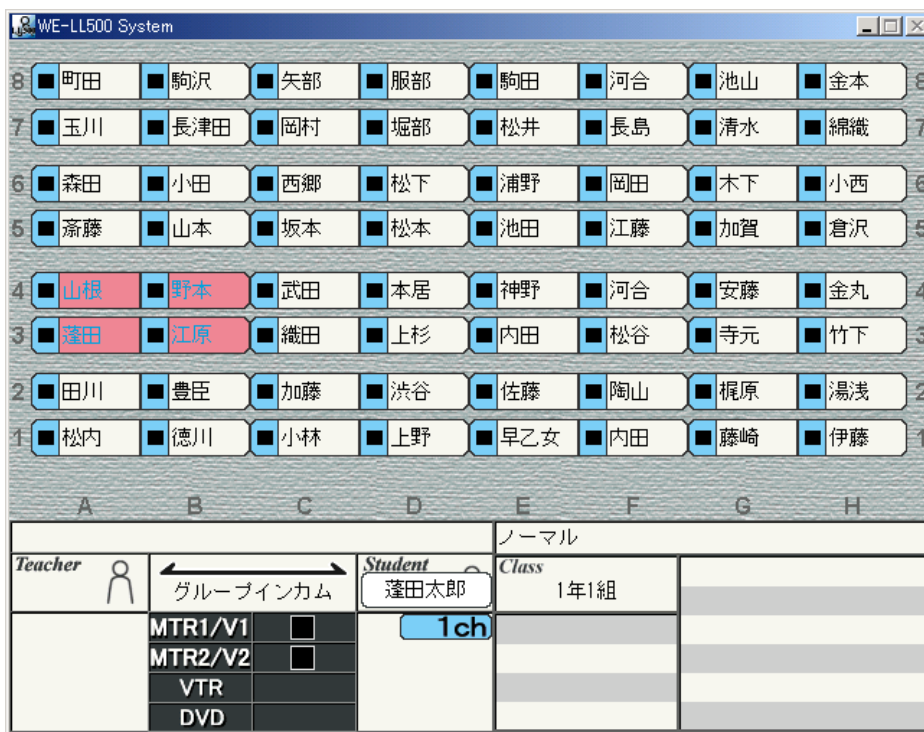 WE-LL500 System
8 町田 駒沢 矢部 服部 駒田 河合 池山 金本 8
7 玉川 長津田 岡村 堀部 松井 長島 清水 綿織 7
6 森田 小田 西郷 松下 浦野 岡田 木下 小西 6
5 斎藤 山本 坂本 松本 池田 江藤 加賀 倉沢 5
4 山根 野本 武田 本居 神野 河合 安藤 金丸 4
3 蓬田 江原 織田 上杉 内田 松谷 寺元 竹下 3
2 田川 豊臣 加藤 渋谷 佐藤 陶山 梶原 湯浅 2
1 松内 徳川 小林 上野 早乙女 内田 藤崎 伊藤 1
A B C D E F G H
ノーマル
Teacher グループインカム Student 蓬田太郎 Class 1年1組
MTR1/V1 1ch
MTR2/V2
VTR
DVD